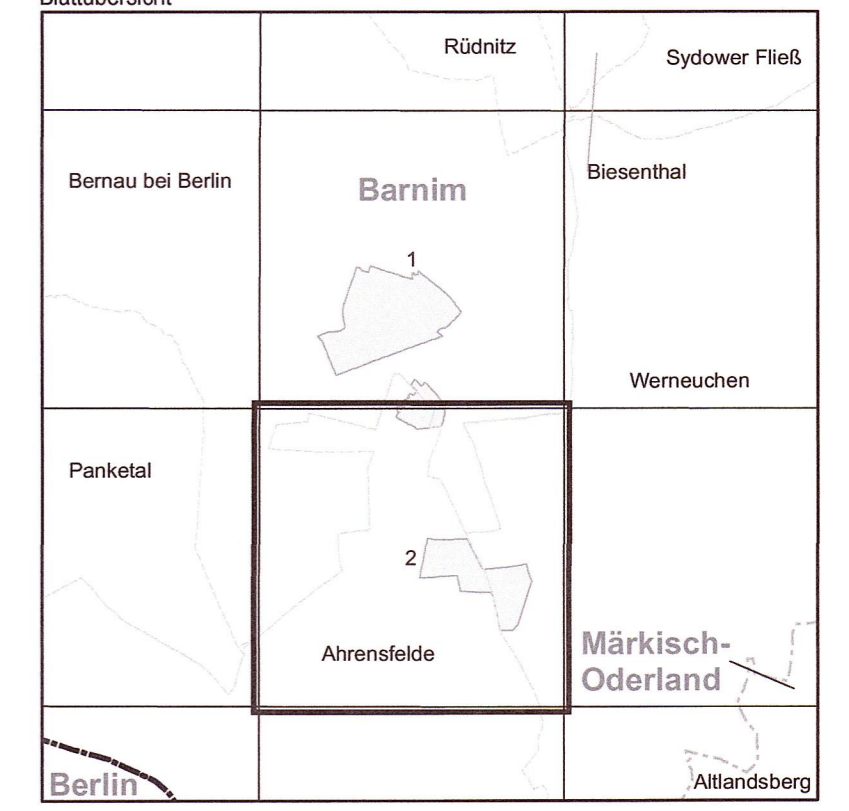 Blattübersicht
Rüdnitz
Sydower Fließ
Bernau bei Berlin
Barnim
Biesenthal
1
Werneuchen
Panketal
2
Ahrensfelde
Märkisch-
Oderland
Berlin
Altlandsberg